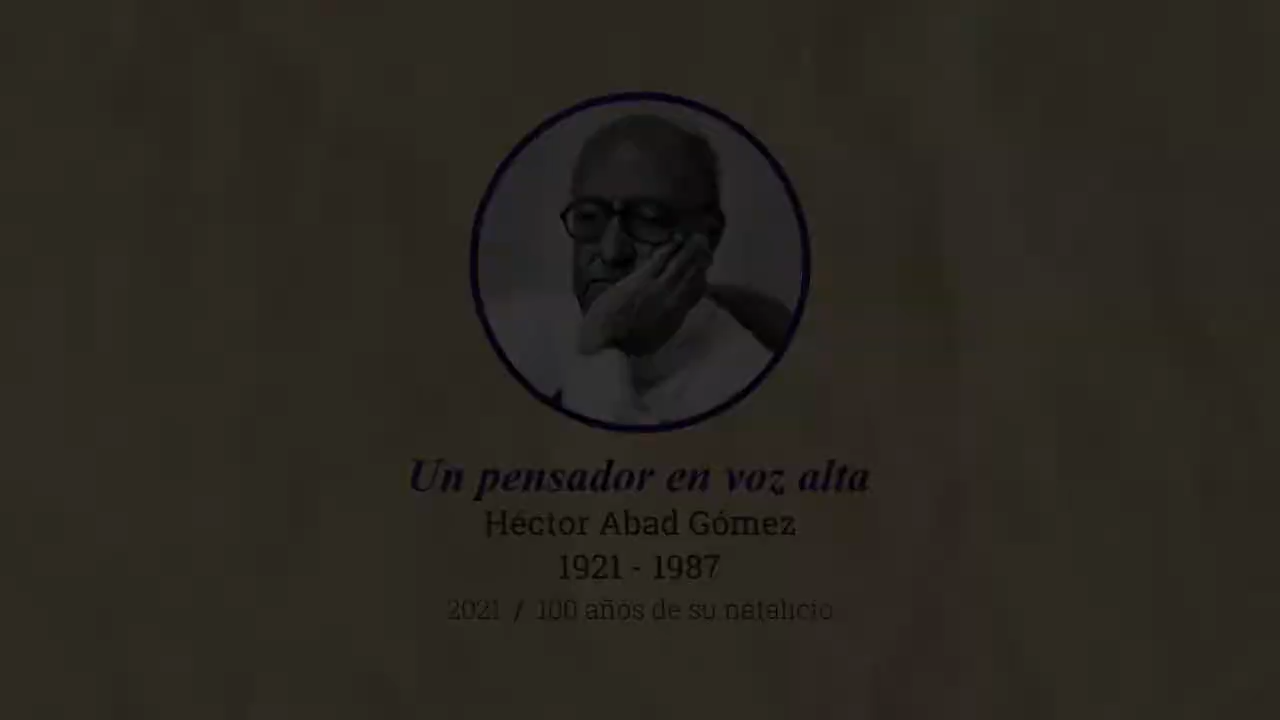 Un pensador en voz alta
Héctor Abad Gómez
1921 - 1987
2021 / 100 años de su natalicio